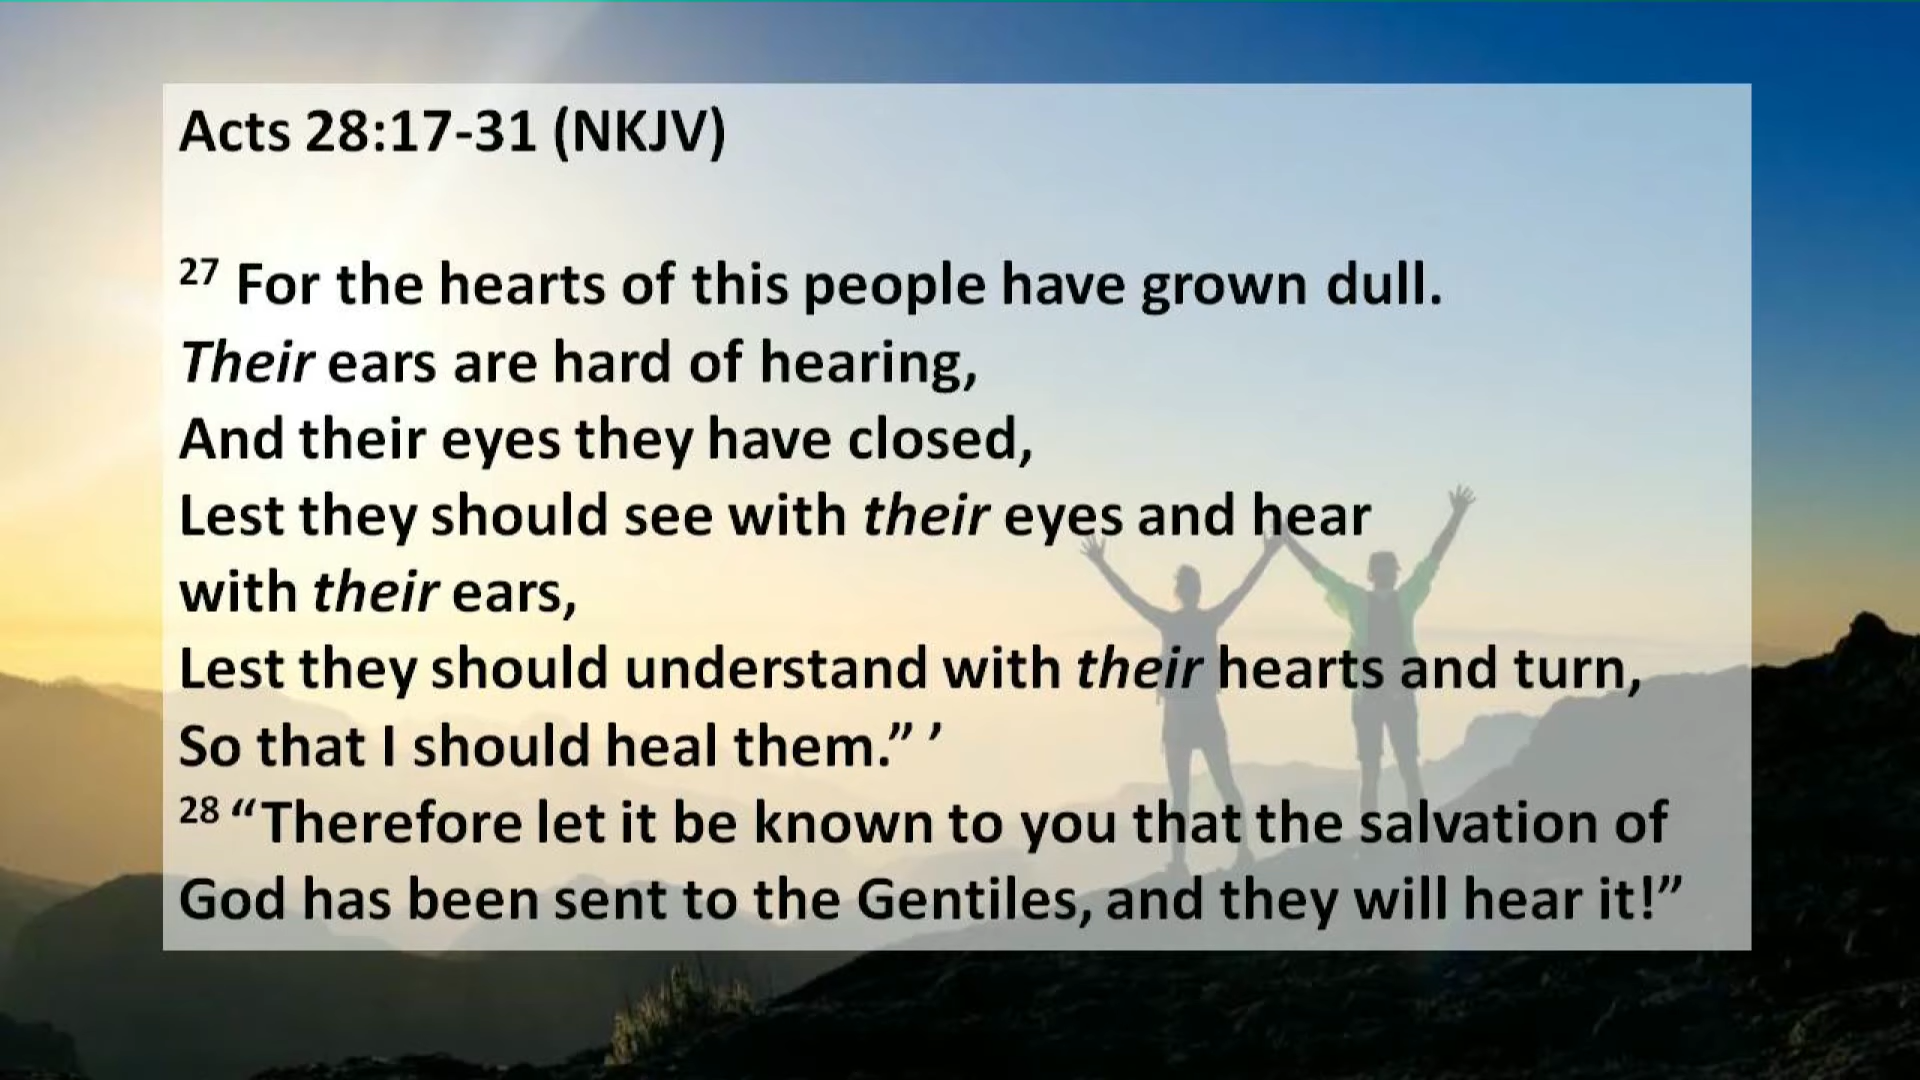 Acts 28:17-31 (NKJV)
27 For the hearts of this people have grown dull.
Their ears are hard of hearing,
And their eyes they have closed,
Lest they should see with their eyes and hear
with their ears,
Lest they should understand with their hearts and turn,
So that I should heal them.” ’
28 “Therefore let it be known to you that the salvation of
God has been sent to the Gentiles, and they will hear it!”